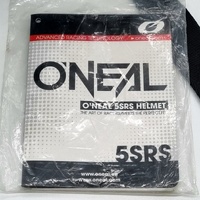 ADVANCED RACING TECHNOLOGY
O'NEAL
O'NEAL 5SRS HELMET
5SRS
www.oneal.eu